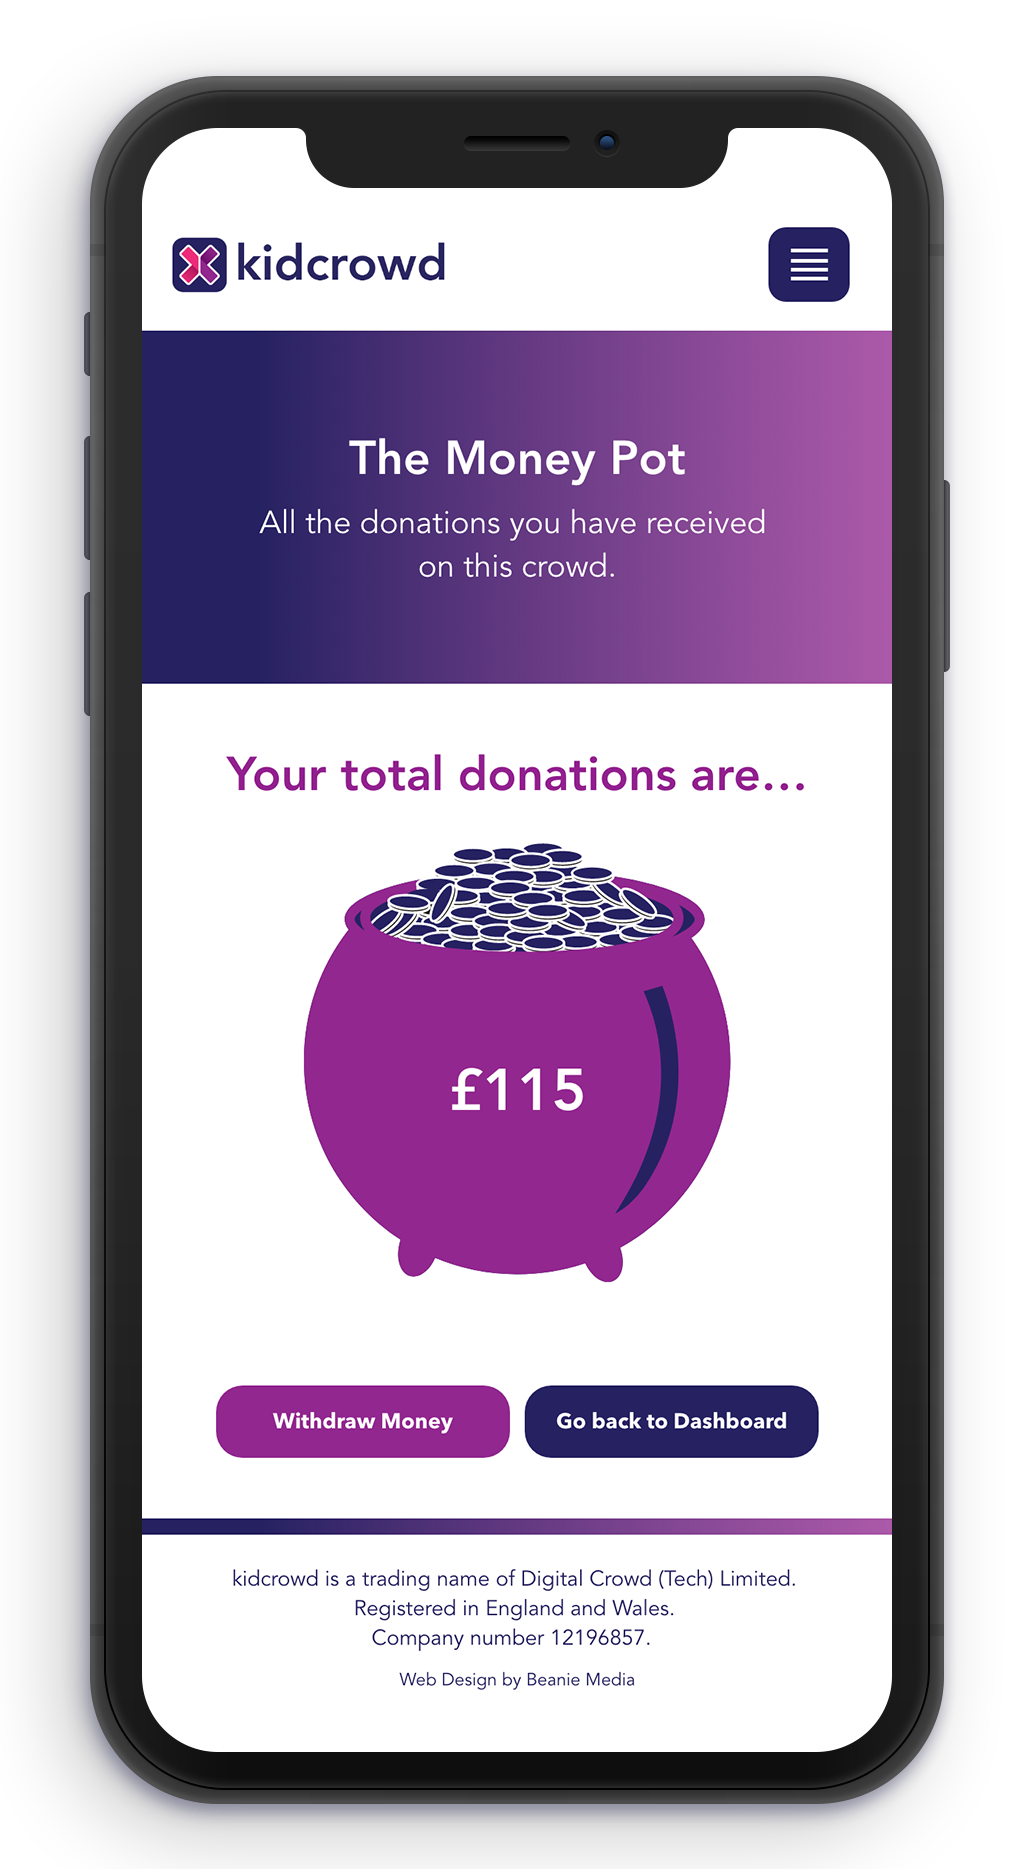 kidcrowd
The Money Pot
All the donations you have received
on this crowd.
Your total donations are...
£115
Withdraw Money
Go back to Dashboard
kidcrowd is a trading name of Digital Crowd (Tech) Limited.
Registered in England and Wales.
Company number 12196857.
Web Design by Beanie Media